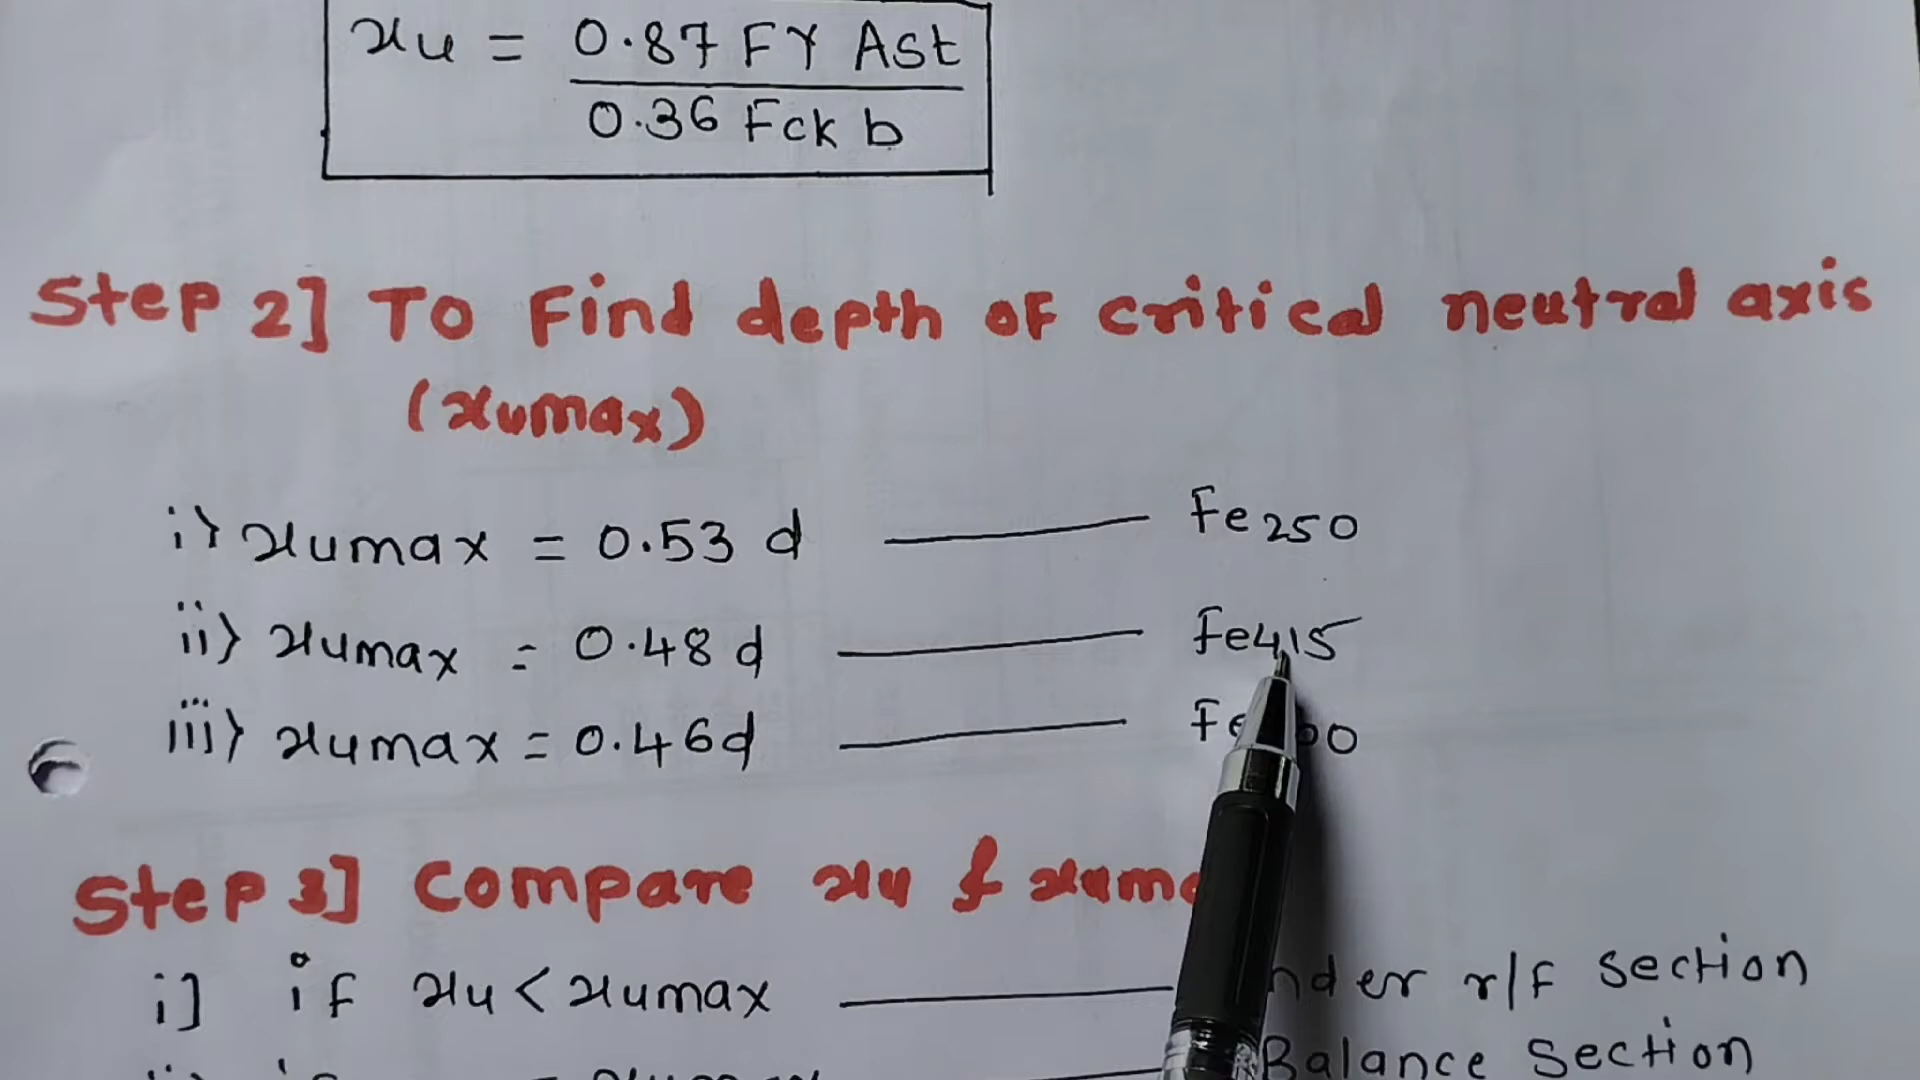 xu = 0.87 FY Ast
0.36 Fck b
Step 2] To Find depth of critical neutral axis
(xumax)
i) xumax = 0.53 d —— Fe250
ii) xumax = 0.48 d —— Fe415
iii) xumax = 0.46d ——
Step 3] Compare xu &
i] if xu < xumax —— r/f section
Balance section